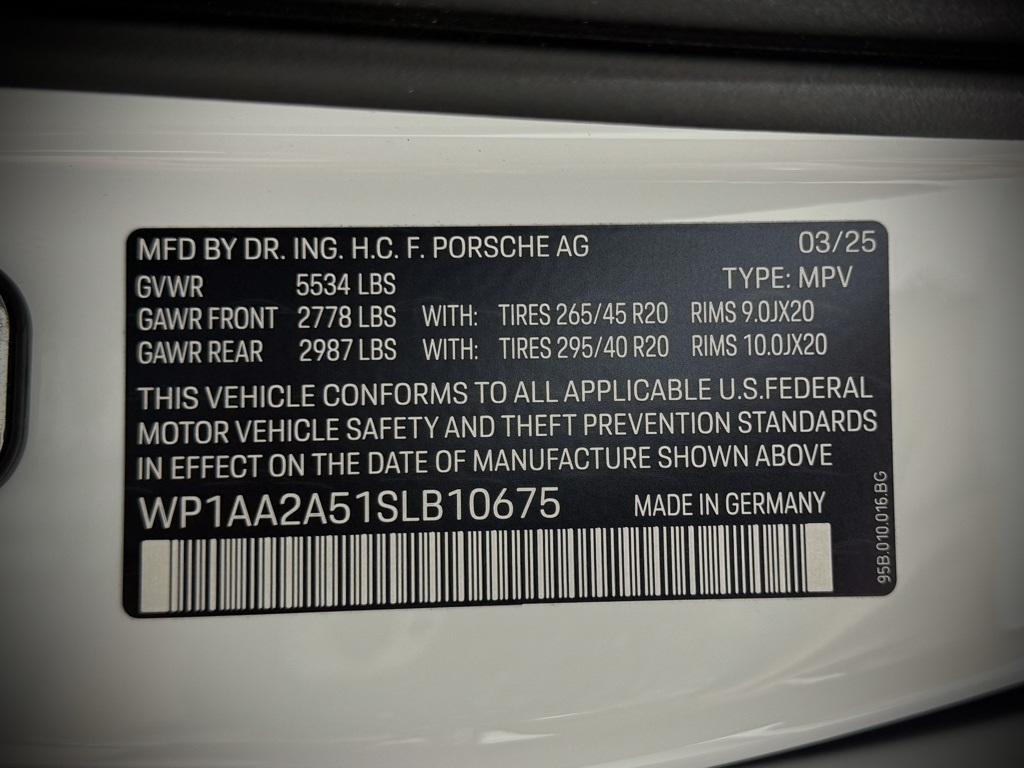 MFD BY DR. ING. H.C. F. PORSCHE AG 03/25
GVWR 5534 LBS TYPE: MPV
GAWR FRONT 2778 LBS WITH: TIRES 265/45 R20 RIMS 9.0JX20
GAWR REAR 2987 LBS WITH: TIRES 295/40 R20 RIMS 10.0JX20
THIS VEHICLE CONFORMS TO ALL APPLICABLE U.S.FEDERAL
MOTOR VEHICLE SAFETY AND THEFT PREVENTION STANDARDS
IN EFFECT ON THE DATE OF MANUFACTURE SHOWN ABOVE
WP1AA2A51SLB10675 MADE IN GERMANY
95B.010.016.BG